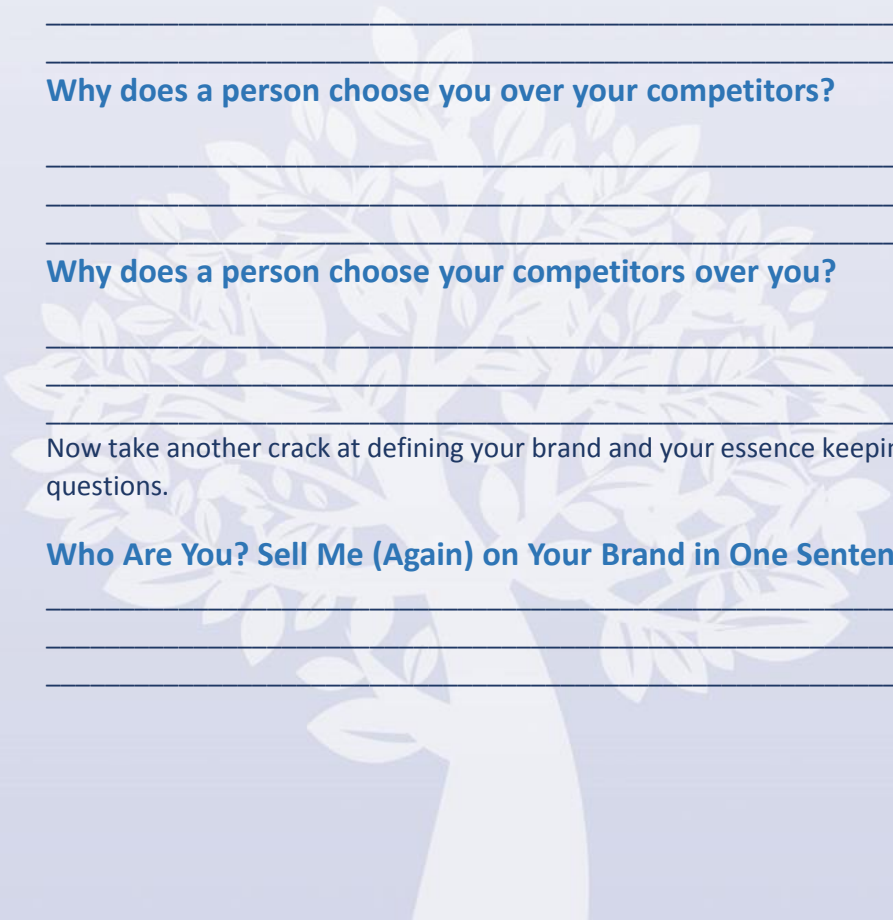 Why does a person choose you over your competitors?
Why does a person choose your competitors over you?
Now take another crack at defining your brand and your essence keepin
questions.
Who Are You? Sell Me (Again) on Your Brand in One Senten